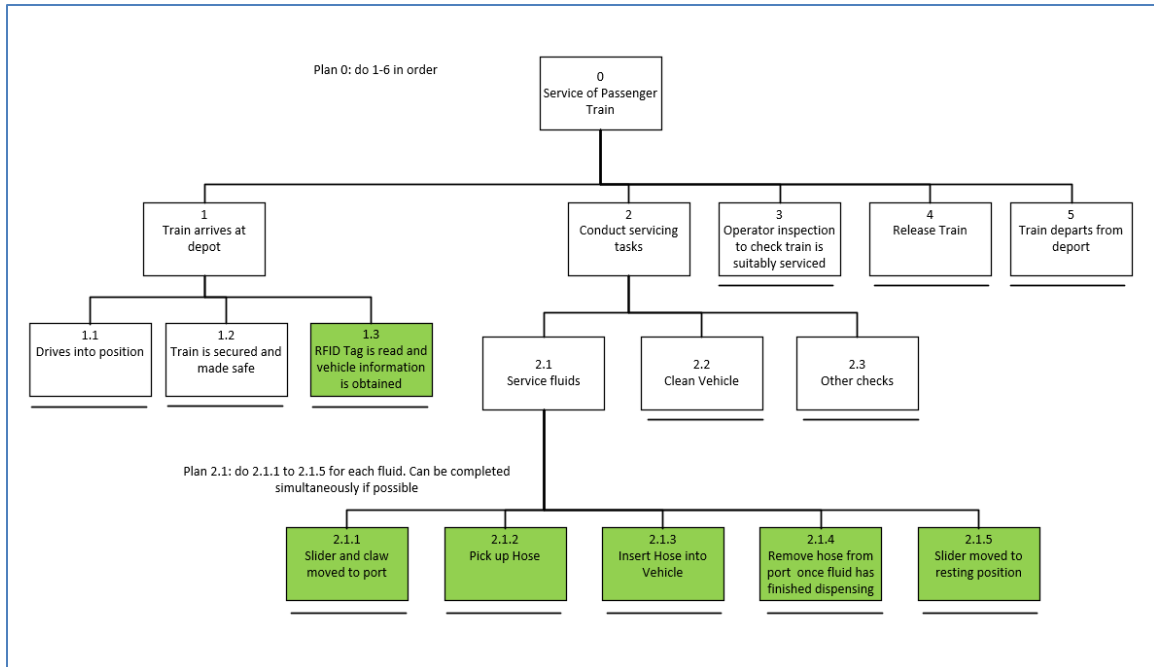 Plan 0: do 1-6 in order
0
Service of Passenger
Train
1
Train arrives at
depot
2
Conduct servicing
tasks
3
Operator inspection
to check train is
suitably serviced
4
Release Train
5
Train departs from
deport
1.1
Drives into position
1.2
Train is secured and
made safe
1.3
RFID Tag is read and
vehicle information
is obtained
2.1
Service fluids
2.2
Clean Vehicle
2.3
Other checks
Plan 2.1: do 2.1.1 to 2.1.5 for each fluid. Can be completed
simultaneously if possible
2.1.1
Slider and claw
moved to port
2.1.2
Pick up Hose
2.1.3
Insert Hose into
Vehicle
2.1.4
Remove hose from
port once fluid has
finished dispensing
2.1.5
Slider moved to
resting position